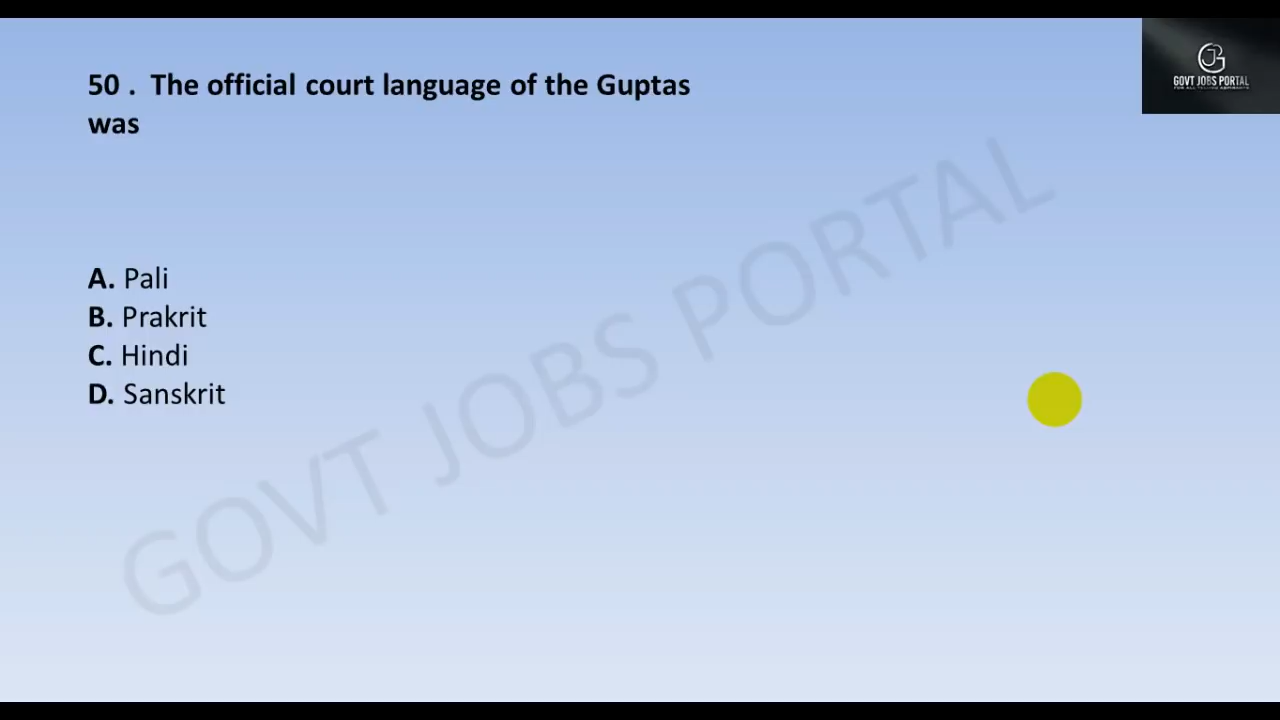 50 .  The official court language of the Guptas
was
A. Pali
B. Prakrit
C. Hindi
D. Sanskrit
GOVT JOBS PORTAL
GOVT JOBS PORTAL